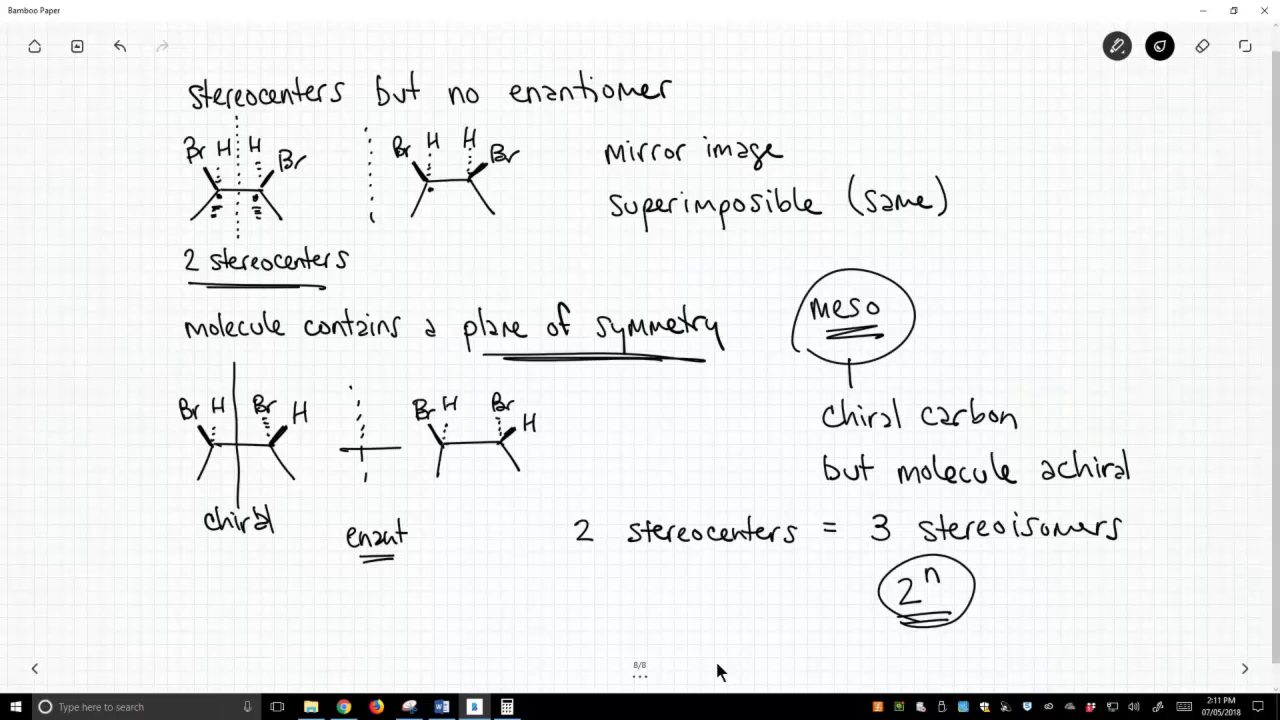 Bamboo Paper
stereocenters but no enantiomer
Br H H Br
Br H H Br
mirror image
superimposible (same)
2 stereocenters
molecule contains a plane of symmetry
meso
Br H Br H
Br H Br H
chiral carbon
but molecule achiral
chiral
enant
2 stereocenters = 3 stereoisomers
2ⁿ
8/8
Type here to search
2:11 PM
07/05/2018